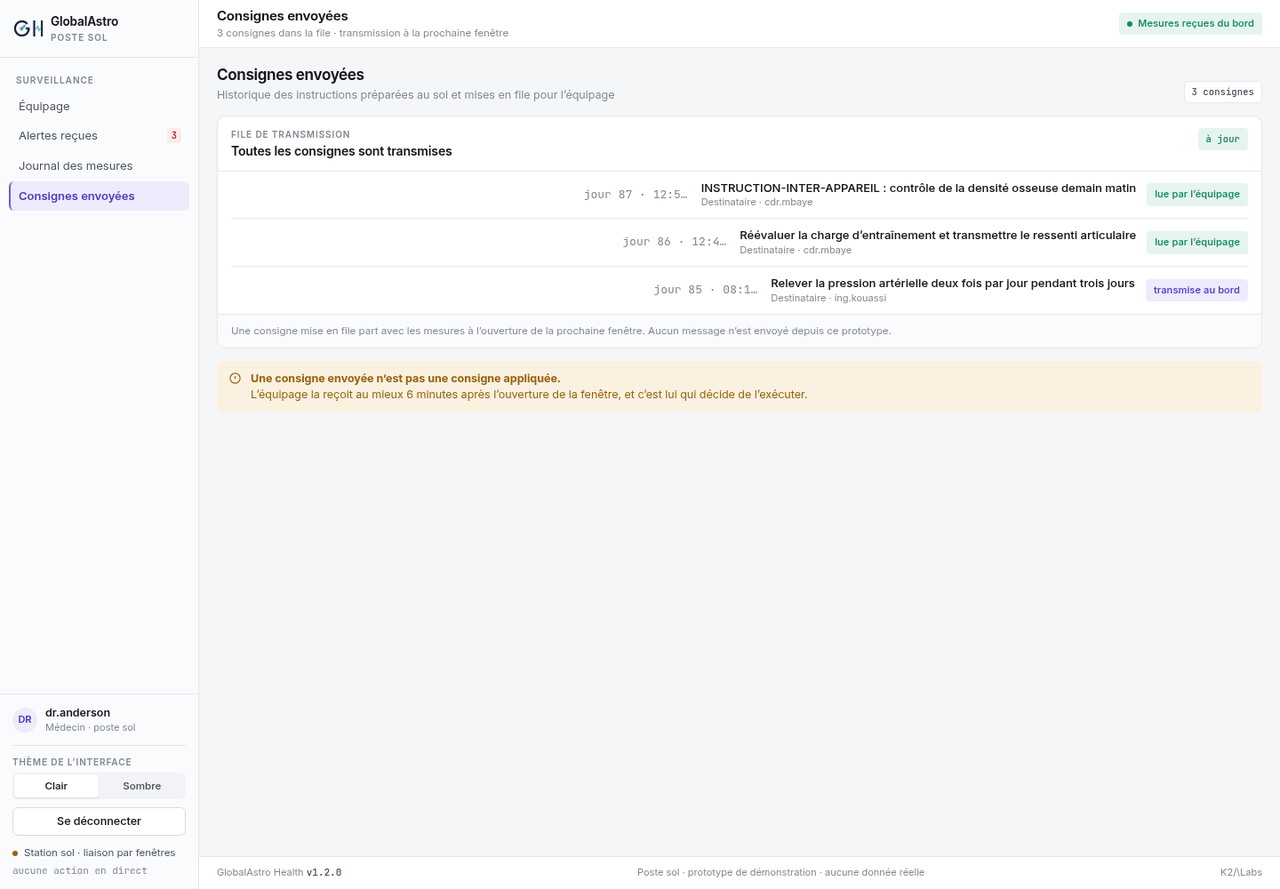 GlobalAstro
POSTE SOL
SURVEILLANCE
Équipage
Alertes reçues 3
Journal des mesures
Consignes envoyées
DR
dr.anderson
Médecin · poste sol
THÈME DE L'INTERFACE
Clair Sombre
Se déconnecter
Station sol · liaison par fenêtres
aucune action en direct
Consignes envoyées
3 consignes dans la file · transmission à la prochaine fenêtre
Mesures reçues du bord
Consignes envoyées
Historique des instructions préparées au sol et mises en file pour l'équipage
3 consignes
FILE DE TRANSMISSION
Toutes les consignes sont transmises
à jour
jour 87 · 12:5… INSTRUCTION-INTER-APPAREIL : contrôle de la densité osseuse demain matin lue par l'équipage
Destinataire · cdr.mbaye
jour 86 · 12:4… Réévaluer la charge d'entraînement et transmettre le ressenti articulaire lue par l'équipage
Destinataire · cdr.mbaye
jour 85 · 08:1… Relever la pression artérielle deux fois par jour pendant trois jours transmise au bord
Destinataire · ing.kouassi
Une consigne mise en file part avec les mesures à l'ouverture de la prochaine fenêtre. Aucun message n'est envoyé depuis ce prototype.
Une consigne envoyée n'est pas une consigne appliquée.
L'équipage la reçoit au mieux 6 minutes après l'ouverture de la fenêtre, et c'est lui qui décide de l'exécuter.
GlobalAstro Health v1.2.0
Poste sol · prototype de démonstration · aucune donnée réelle
K2/\Labs